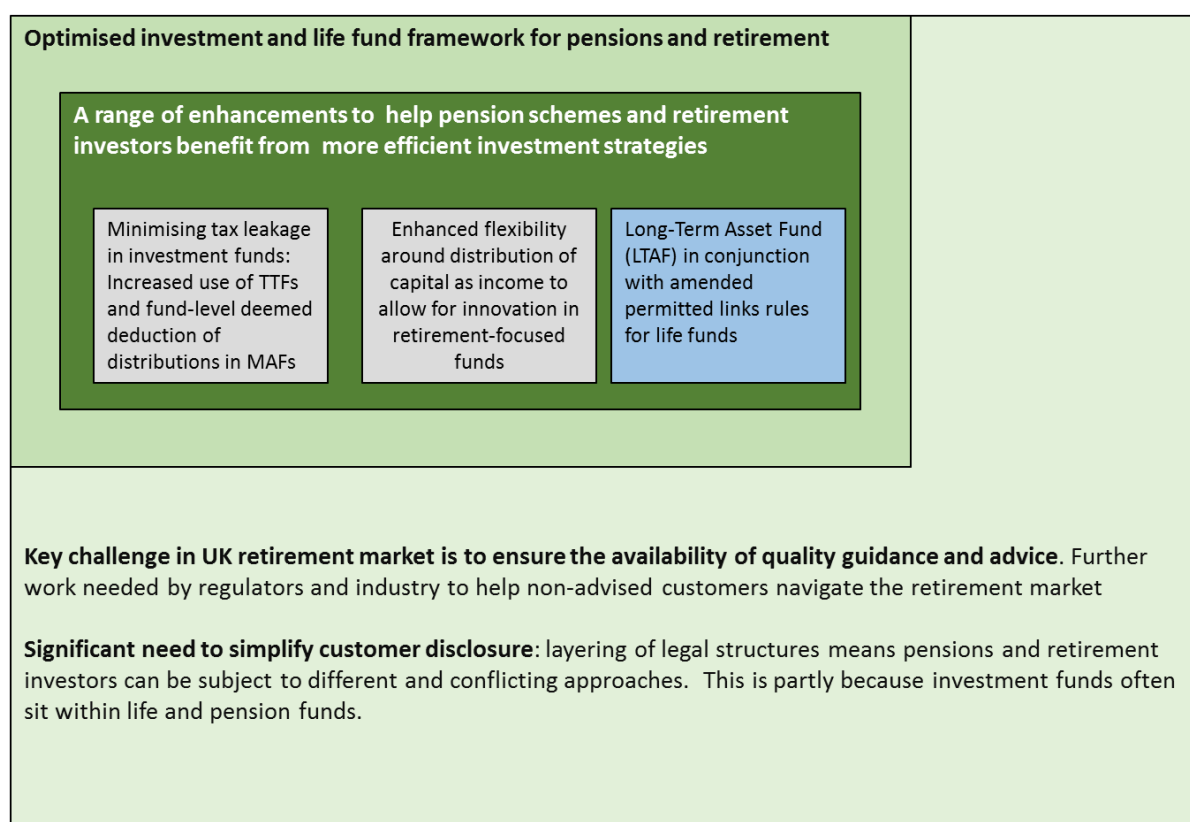 Optimised investment and life fund framework for pensions and retirement
A range of enhancements to help pension schemes and retirement
investors benefit from more efficient investment strategies
Minimising tax leakage
in investment funds:
Increased use of TTFs
and fund-level deemed
deduction of
distributions in MAFs
Enhanced flexibility
around distribution of
capital as income to
allow for innovation in
retirement-focused
funds
Long-Term Asset Fund
(LTAF) in conjunction
with amended
permitted links rules
for life funds
Key challenge in UK retirement market is to ensure the availability of quality guidance and advice. Further
work needed by regulators and industry to help non-advised customers navigate the retirement market
Significant need to simplify customer disclosure: layering of legal structures means pensions and retirement
investors can be subject to different and conflicting approaches. This is partly because investment funds often
sit within life and pension funds.